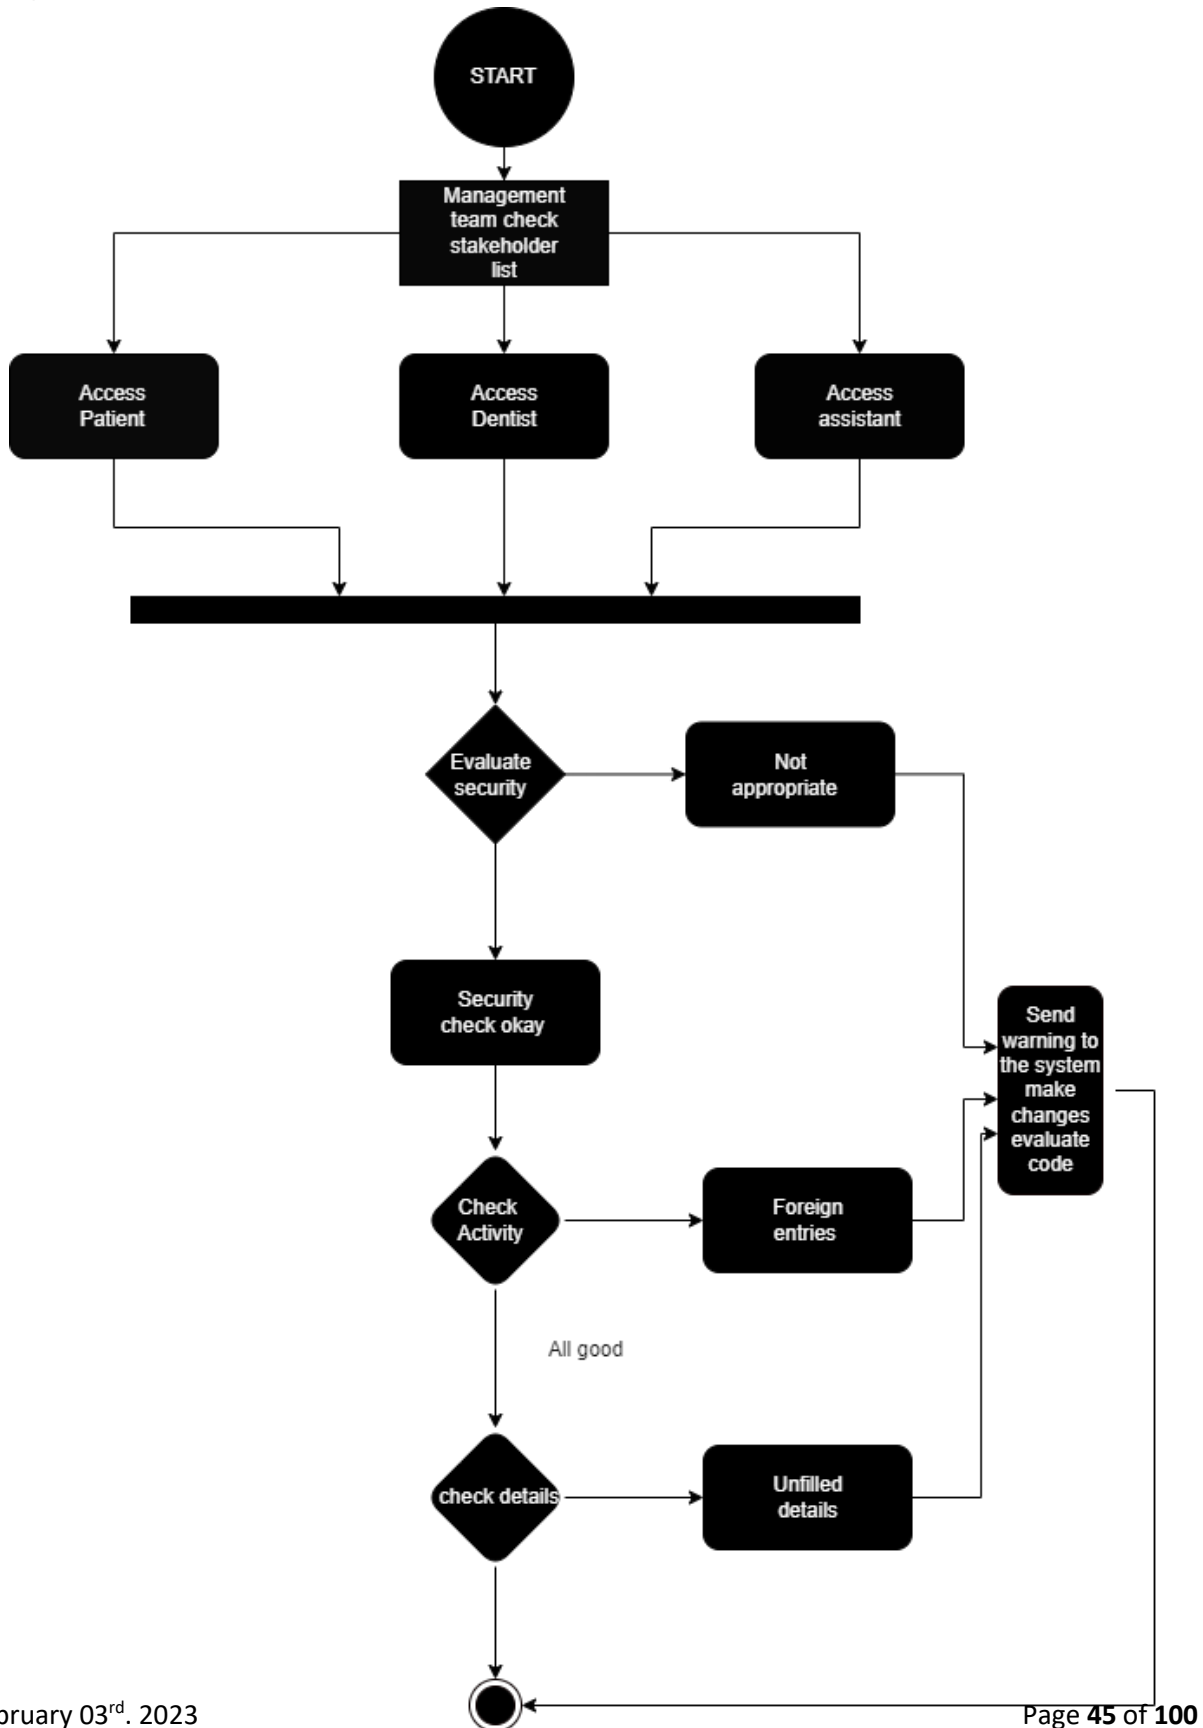 START
Management
team check
stakeholder
list
Access
Patient
Access
Dentist
Access
assistant
Evaluate
security
Not
appropriate
Security
check okay
Send
warning to
the system
make
changes
evaluate
code
Check
Activity
Foreign
entries
All good
check details
Unfilled
details
bruary 03rd. 2023
Page 45 of 100